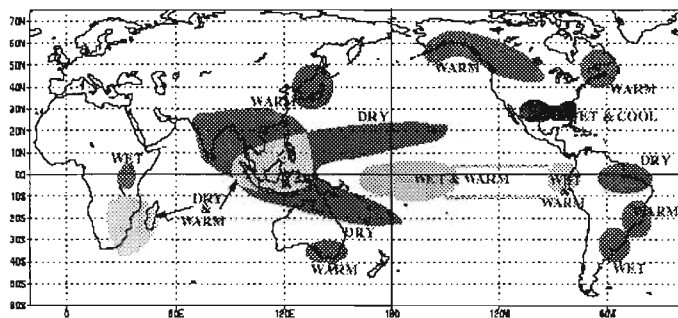 70N
60N
50N
40N
30N
20N
10N
EQ
10S
20S
30S
40S
50S
60S
WARM
WARM
WARM
WET & COOL
DRY
WET
DRY
&
WARM
WET & WARM
WET
WARM
DRY
DRY
WARM
WARM
WET
0
60E
120E
180
120W
60W